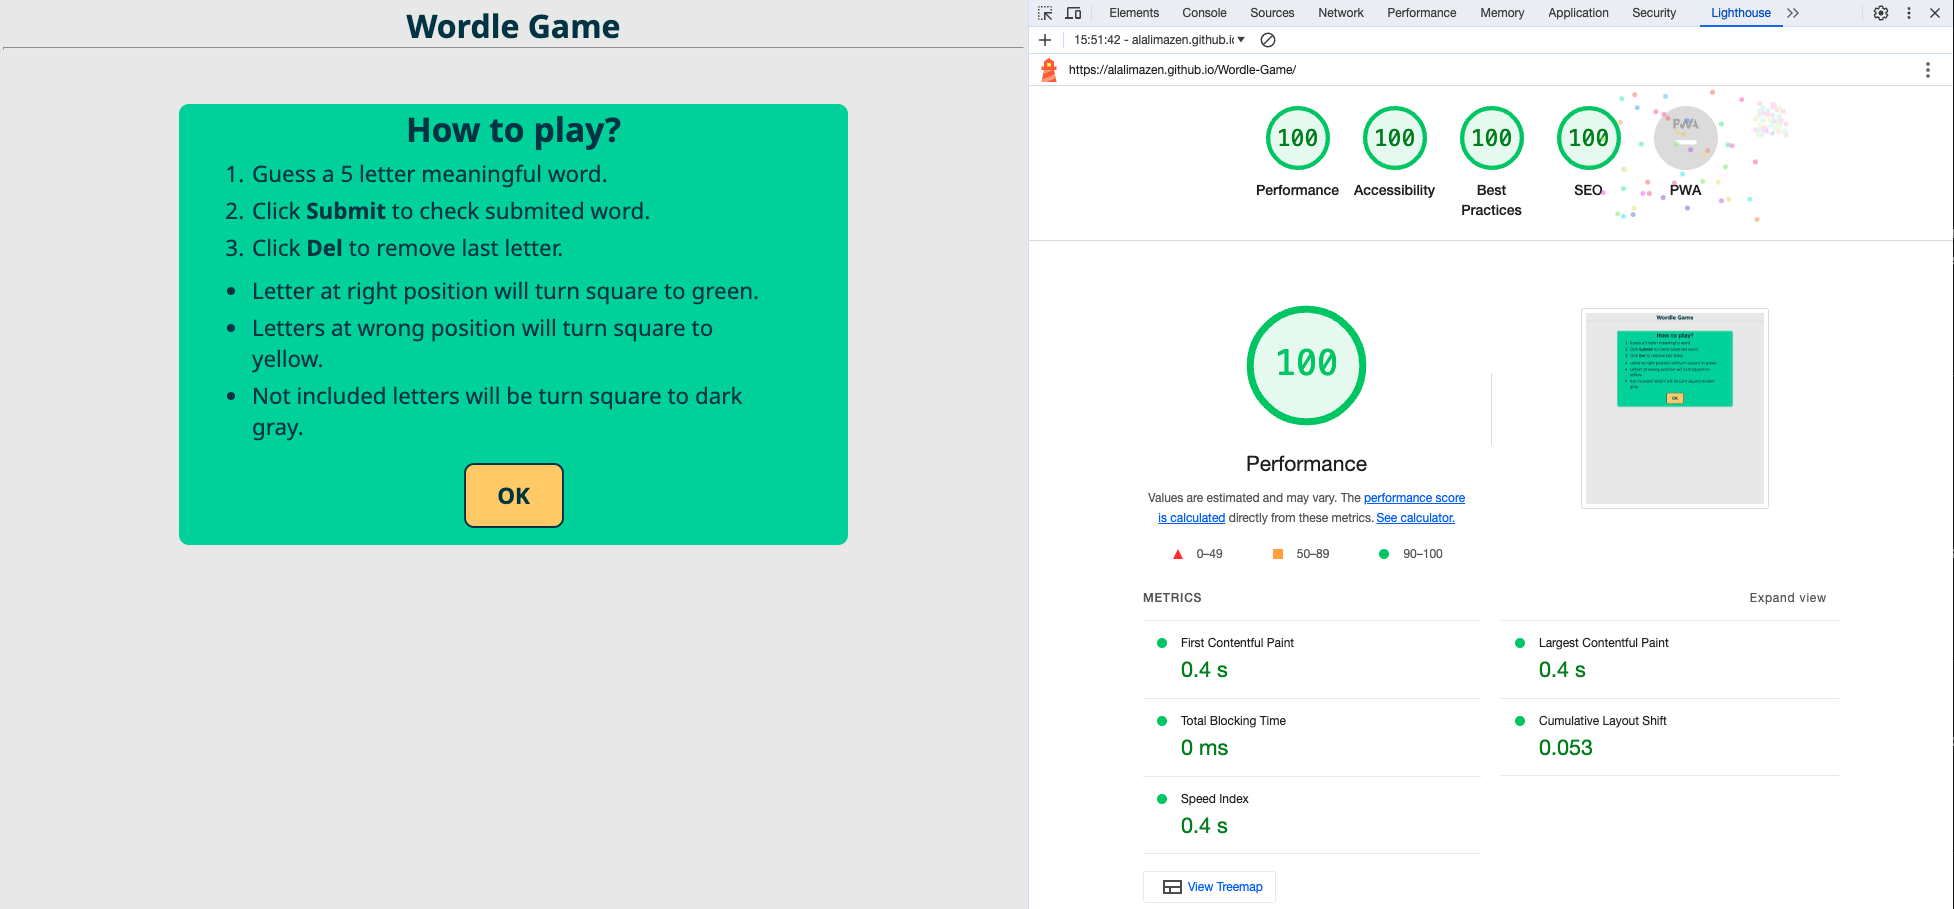 Wordle Game
How to play?
1. Guess a 5 letter meaningful word.
2. Click Submit to check submited word.
3. Click Del to remove last letter.
• Letter at right position will turn square to green.
• Letters at wrong position will turn square to
yellow.
• Not included letters will be turn square to dark
gray.
OK
Elements Console Sources Network Performance Memory Application Security Lighthouse
15:51:42 - alalimazen.github.i
https://alalimazen.github.io/Wordle-Game/
100 100 100 100 PWA
Performance Accessibility Best Practices SEO PWA
100
Performance
Values are estimated and may vary. The performance score
is calculated directly from these metrics. See calculator.
0–49 50–89 90–100
Wordle Game
How to play?
OK
METRICS Expand view
First Contentful Paint
0.4 s
Largest Contentful Paint
0.4 s
Total Blocking Time
0 ms
Cumulative Layout Shift
0.053
Speed Index
0.4 s
View Treemap